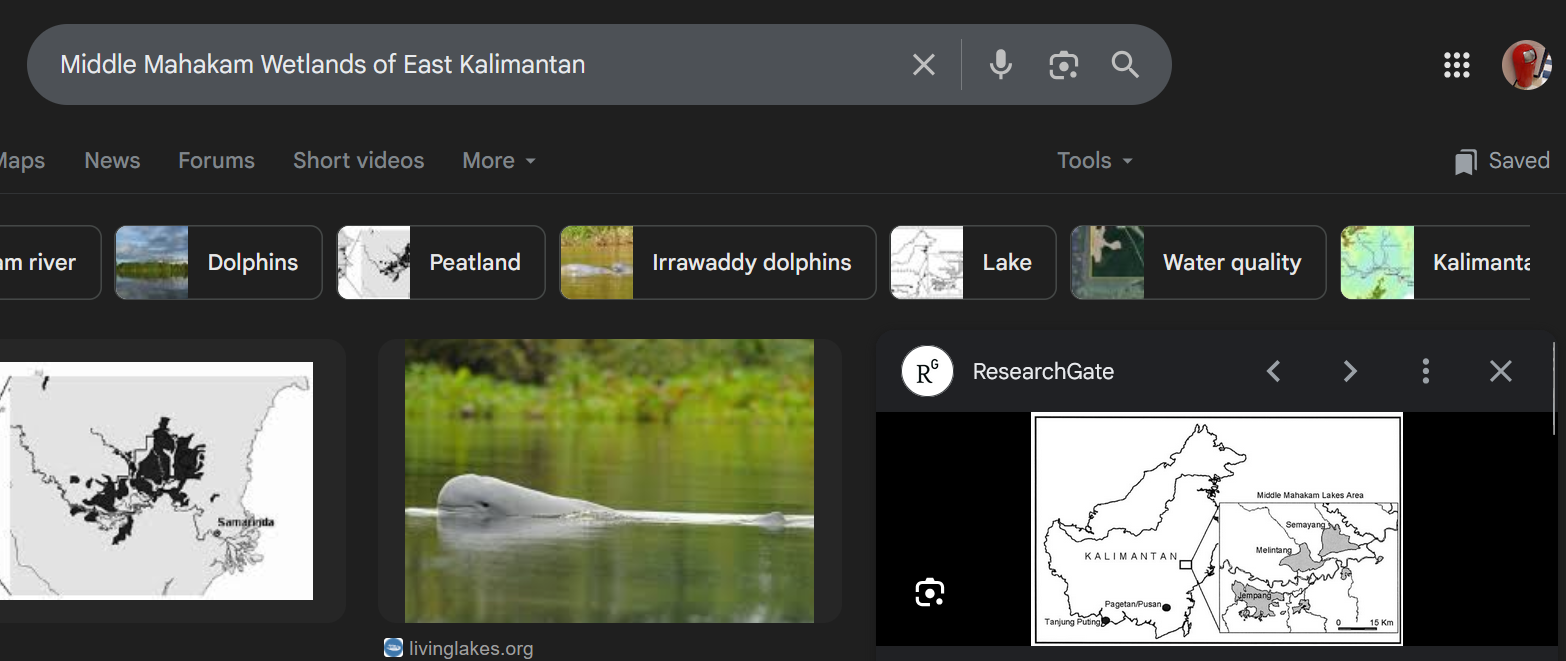 Middle Mahakam Wetlands of East Kalimantan
Maps News Forums Short videos More Tools Saved
am river Dolphins Peatland Irrawaddy dolphins Lake Water quality Kalimanta
RG ResearchGate
Samarinda
Middle Mahakam Lakes Area
Semayang
Melintang
KALIMANTAN
Jempang
Pagetan/Pusan
Tanjung Puting
0 15 Km
livinglakes.org